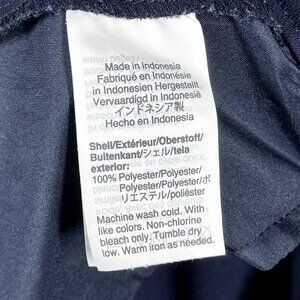 Made in Indonesia
Fabriqué en Indonésie
in Indonesien Hergestellt
Vervaardigd in Indonesië
インドネシア製
Hecho en Indonesia
Shell/Extérieur/Oberstoff/
Buitenkant/シェル/tela
exterior:
100% Polyester/Polyester/
Polyester/Polyester/ポ
リエステル/poliéster
Machine wash cold. With
like colors. Non-chlorine
bleach only. Tumble dry
low. Warm iron as needed.